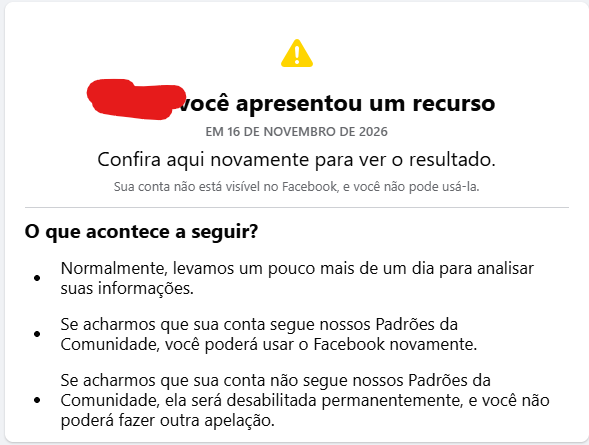 você apresentou um recurso
EM 16 DE NOVEMBRO DE 2026
Confira aqui novamente para ver o resultado.
Sua conta não está visível no Facebook, e você não pode usá-la.
O que acontece a seguir?
• Normalmente, levamos um pouco mais de um dia para analisar
suas informações.
• Se acharmos que sua conta segue nossos Padrões da
Comunidade, você poderá usar o Facebook novamente.
Se acharmos que sua conta não segue nossos Padrões da
• Comunidade, ela será desabilitada permanentemente, e você não
poderá fazer outra apelação.